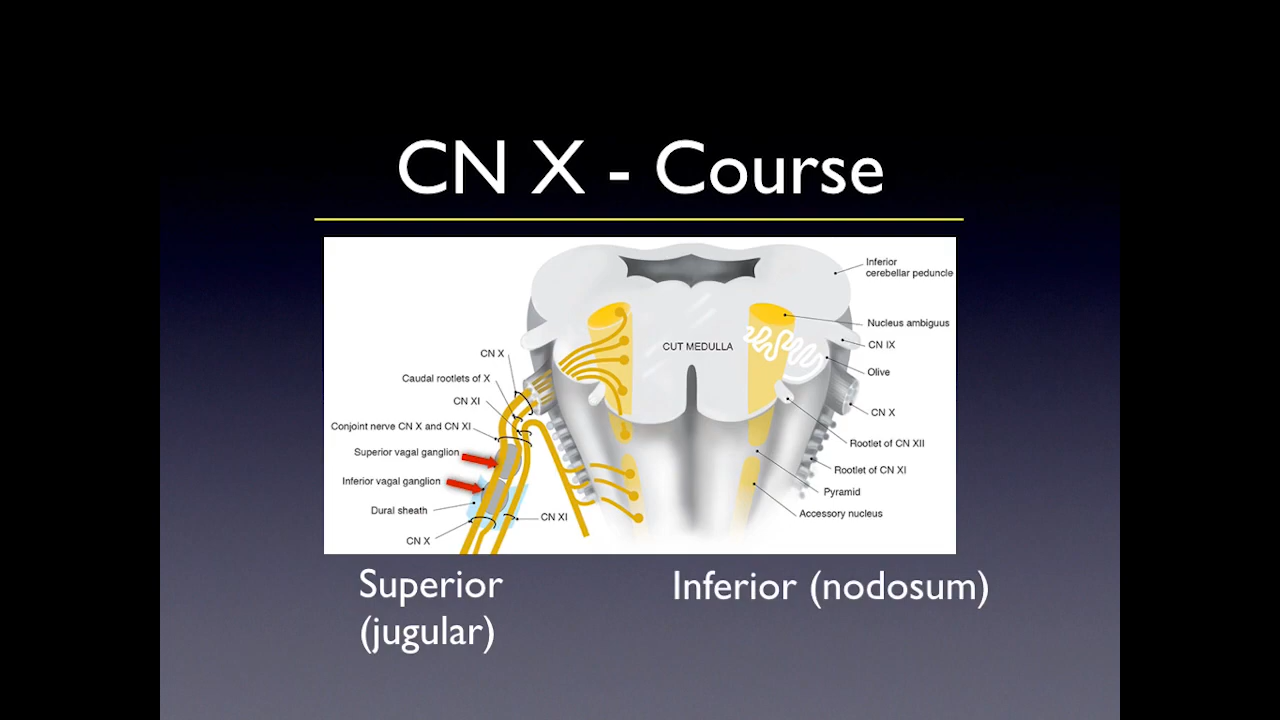 CN X - Course
Inferior
cerebellar peduncle
Nucleus ambiguus
CN IX
CUT MEDULLA
CN X
Olive
Caudal rootlets of X
CN XI
CN X
Conjoint nerve CN X and CN XI
Rootlet of CN XII
Superior vagal ganglion
Rootlet of CN XI
Inferior vagal ganglion
Pyramid
Dural sheath
Accessory nucleus
CN XI
CN X
Superior
(jugular)
Inferior (nodosum)